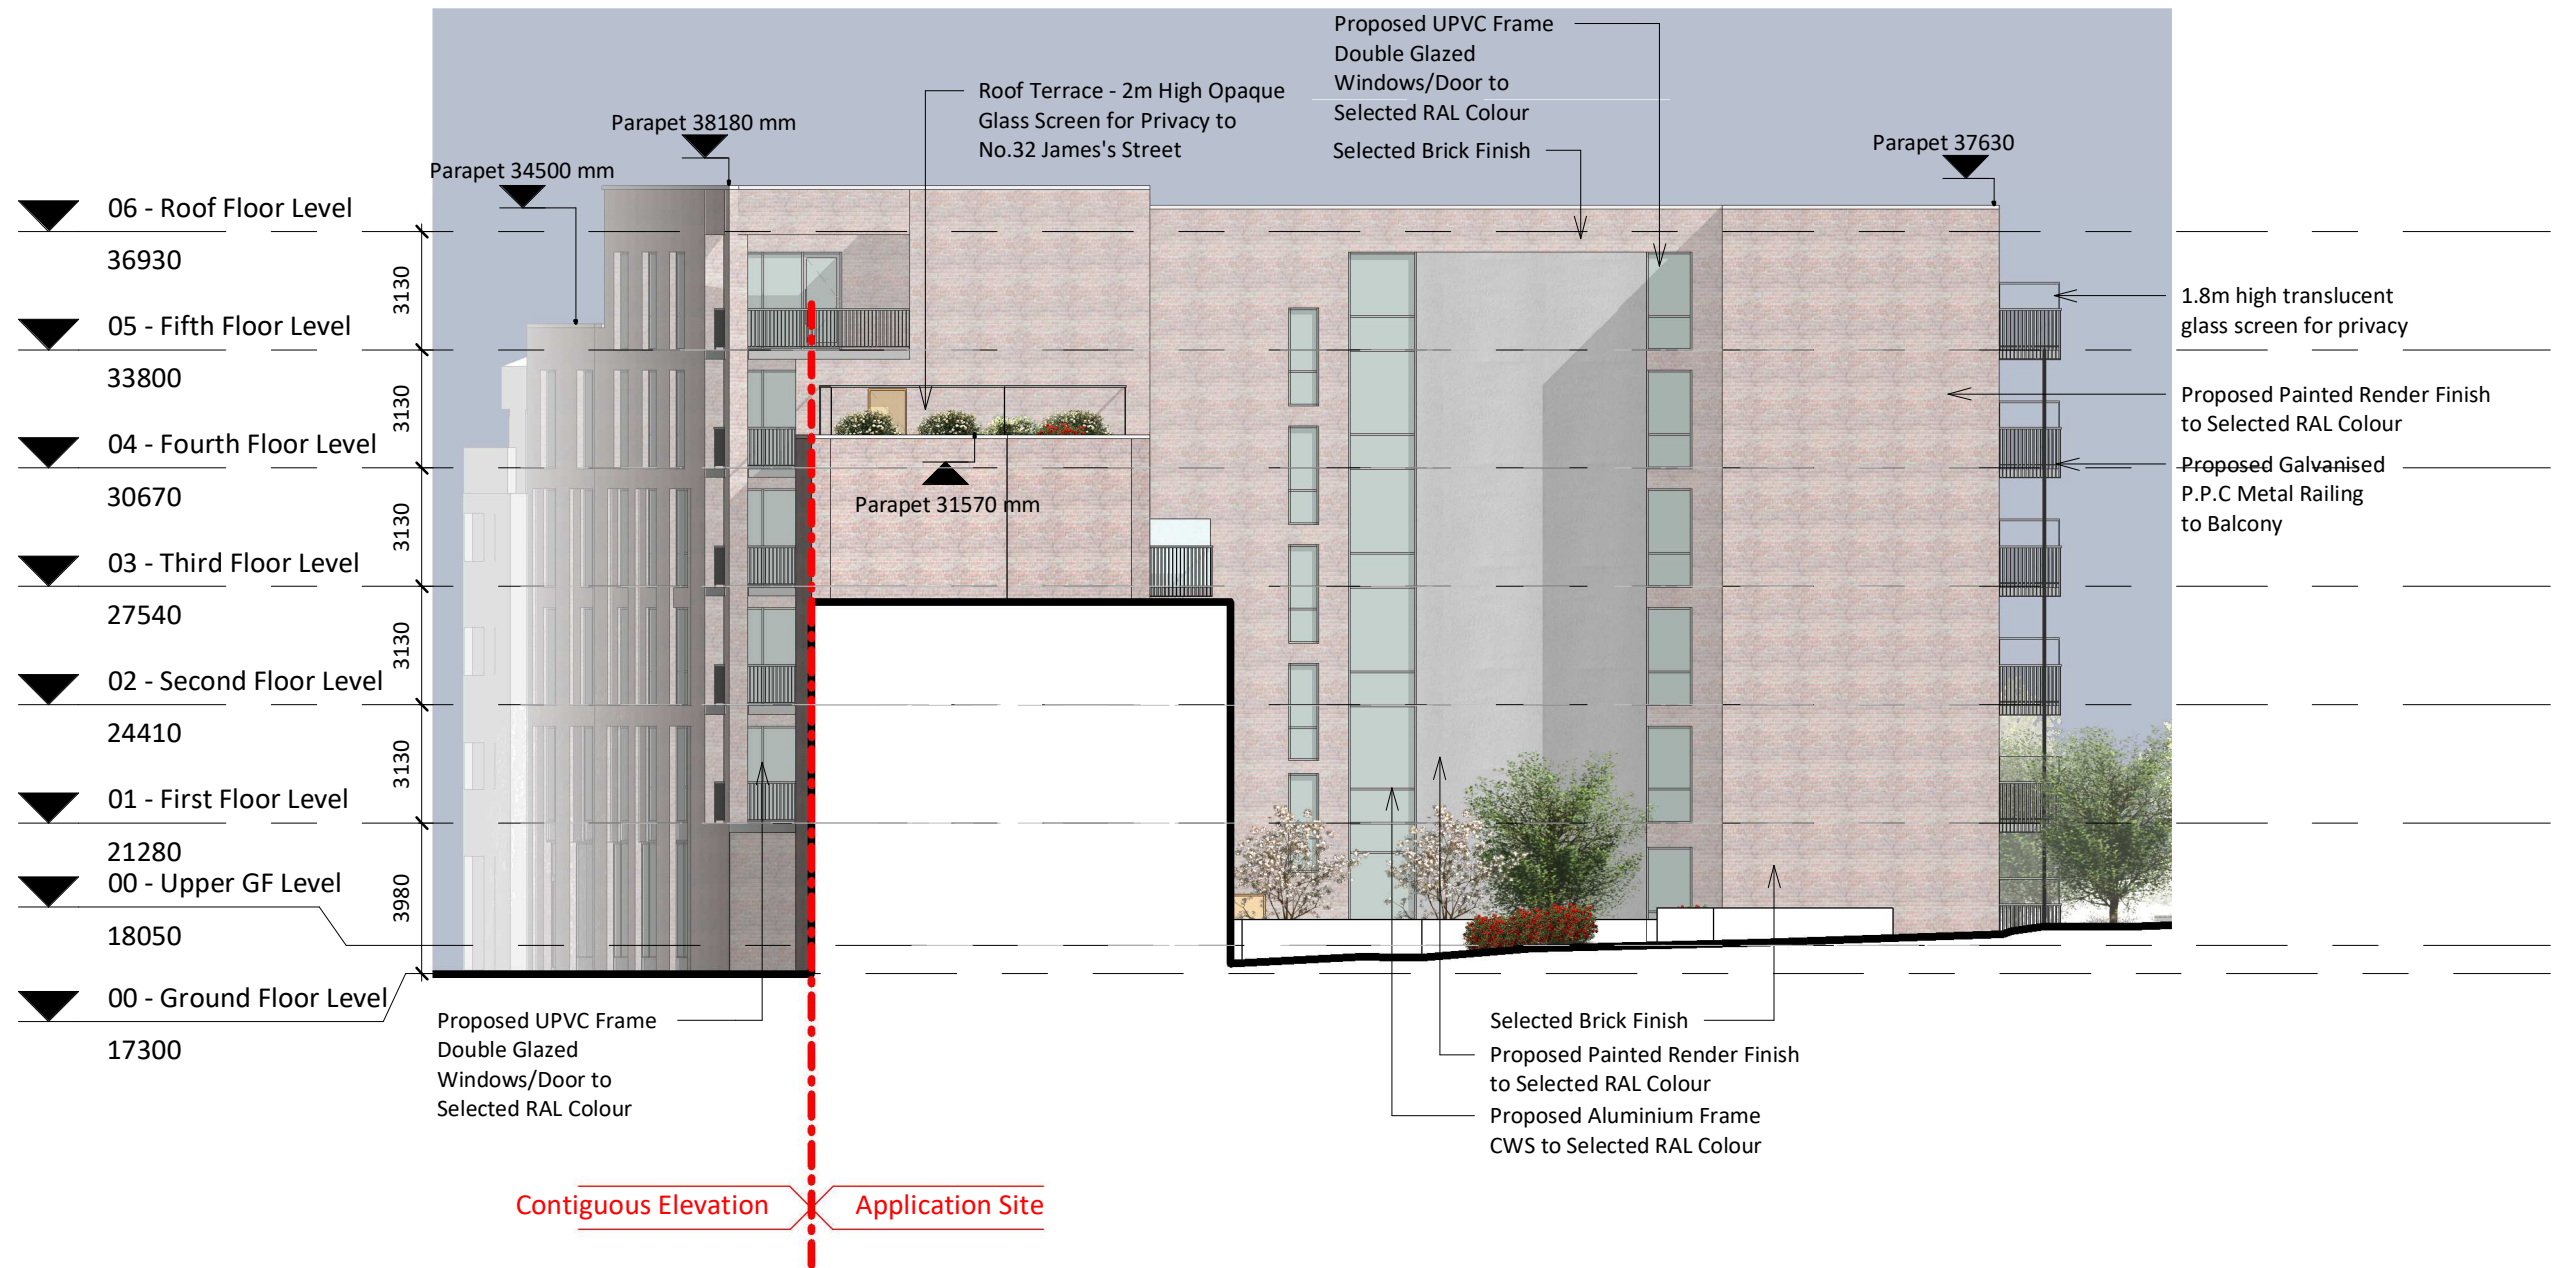 Proposed UPVC Frame
Double Glazed
Windows/Door to
Selected RAL Colour
Selected Brick Finish
Roof Terrace - 2m High Opaque
Glass Screen for Privacy to
No.32 James's Street
Parapet 38180 mm
Parapet 34500 mm
Parapet 37630
06 - Roof Floor Level
36930
3130
05 - Fifth Floor Level
33800
3130
04 - Fourth Floor Level
30670
3130
03 - Third Floor Level
27540
3130
02 - Second Floor Level
24410
3130
01 - First Floor Level
21280
00 - Upper GF Level
18050
3980
00 - Ground Floor Level
17300
Parapet 31570 mm
1.8m high translucent
glass screen for privacy
Proposed Painted Render Finish
to Selected RAL Colour
Proposed Galvanised
P.P.C Metal Railing
to Balcony
Proposed UPVC Frame
Double Glazed
Windows/Door to
Selected RAL Colour
Selected Brick Finish
Proposed Painted Render Finish
to Selected RAL Colour
Proposed Aluminium Frame
CWS to Selected RAL Colour
Contiguous Elevation
Application Site